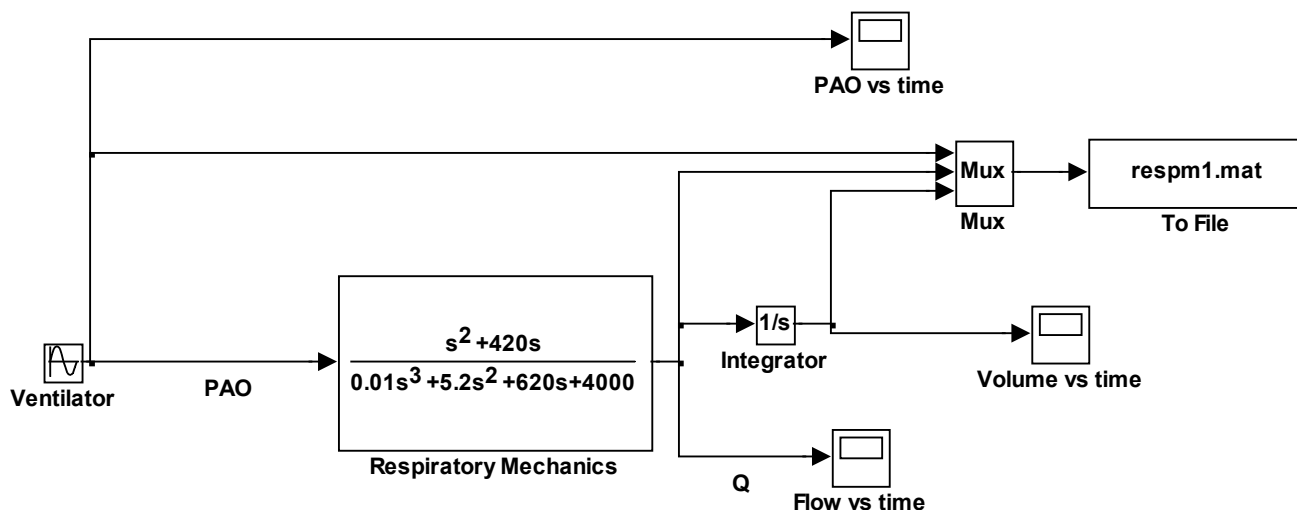 PAO vs time
Mux
Mux
respm1.mat
To File
s² +420s
0.01s³ +5.2s² +620s+4000
Respiratory Mechanics
Ventilator
PAO
1/s
Integrator
Volume vs time
Q
Flow vs time